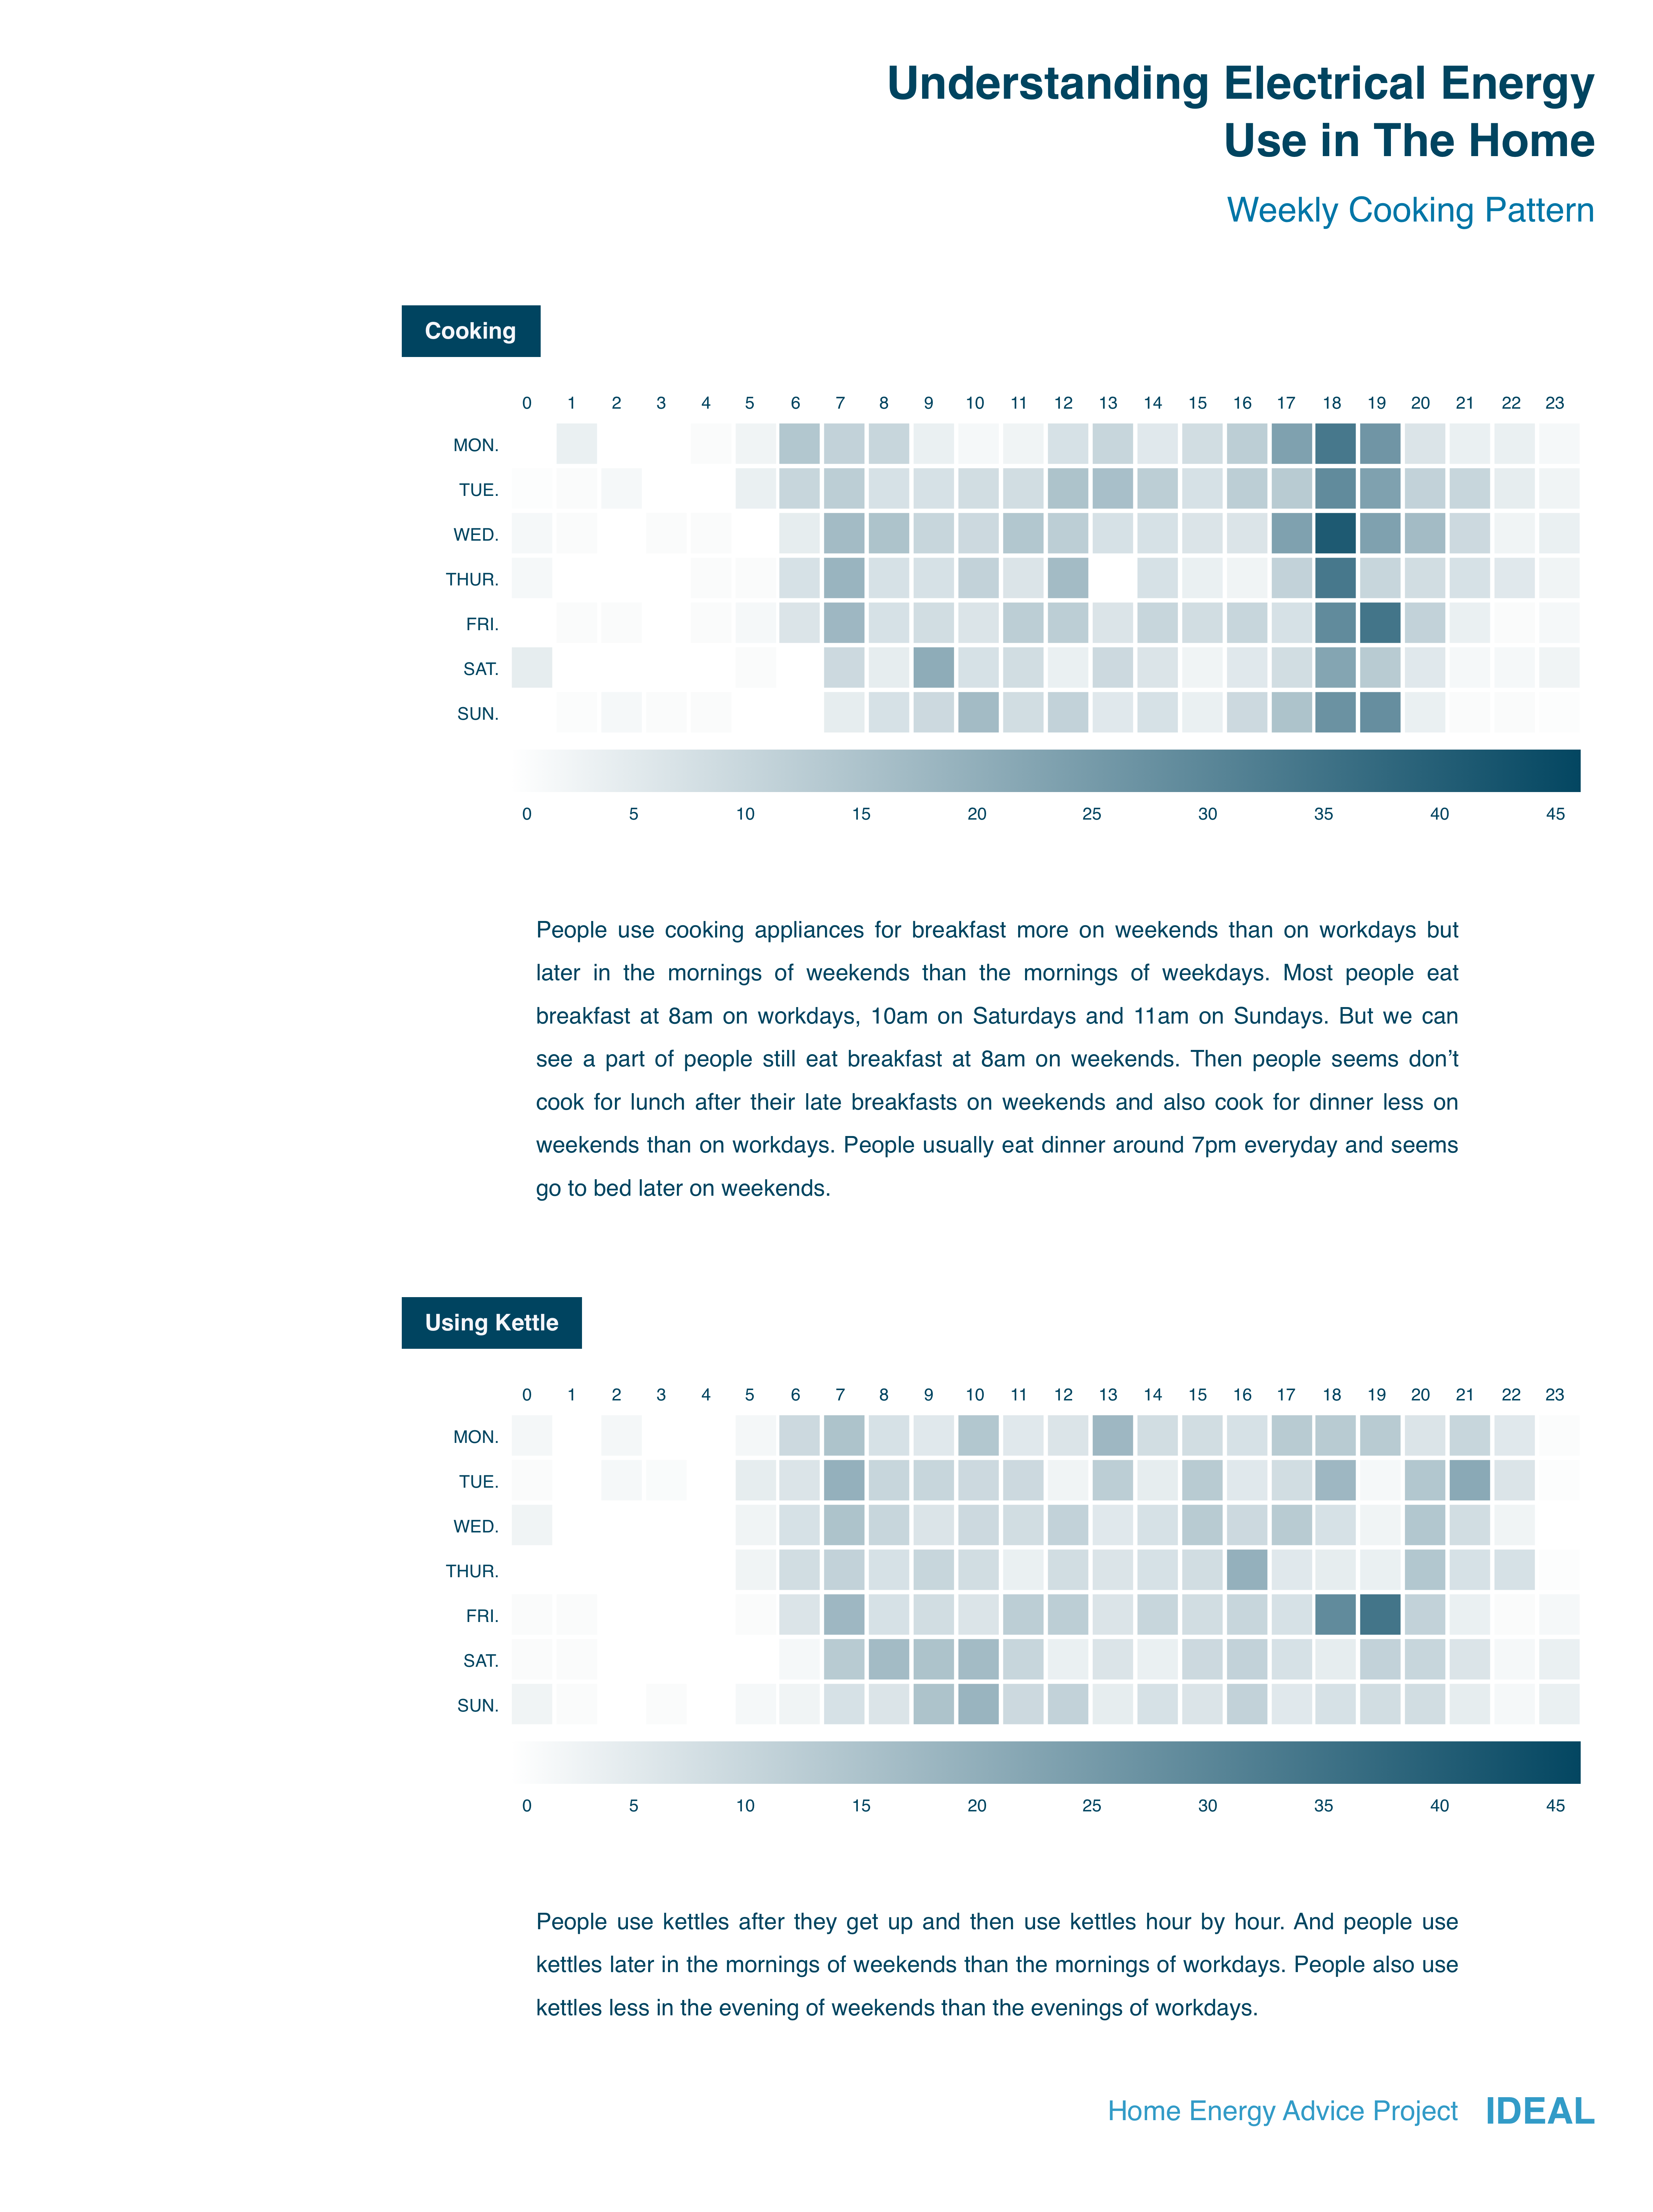 Understanding Electrical Energy
Use in The Home
Weekly Cooking Pattern
Cooking
0 1 2 3 4 5 6 7 8 9 10 11 12 13 14 15 16 17 18 19 20 21 22 23
MON.
TUE.
WED.
THUR.
FRI.
SAT.
SUN.
0 5 10 15 20 25 30 35 40 45
People use cooking appliances for breakfast more on weekends than on workdays but
later in the mornings of weekends than the mornings of weekdays. Most people eat
breakfast at 8am on workdays, 10am on Saturdays and 11am on Sundays. But we can
see a part of people still eat breakfast at 8am on weekends. Then people seems don’t
cook for lunch after their late breakfasts on weekends and also cook for dinner less on
weekends than on workdays. People usually eat dinner around 7pm everyday and seems
go to bed later on weekends.
Using Kettle
0 1 2 3 4 5 6 7 8 9 10 11 12 13 14 15 16 17 18 19 20 21 22 23
MON.
TUE.
WED.
THUR.
FRI.
SAT.
SUN.
0 5 10 15 20 25 30 35 40 45
People use kettles after they get up and then use kettles hour by hour. And people use
kettles later in the mornings of weekends than the mornings of workdays. People also use
kettles less in the evening of weekends than the evenings of workdays.
Home Energy Advice Project IDEAL